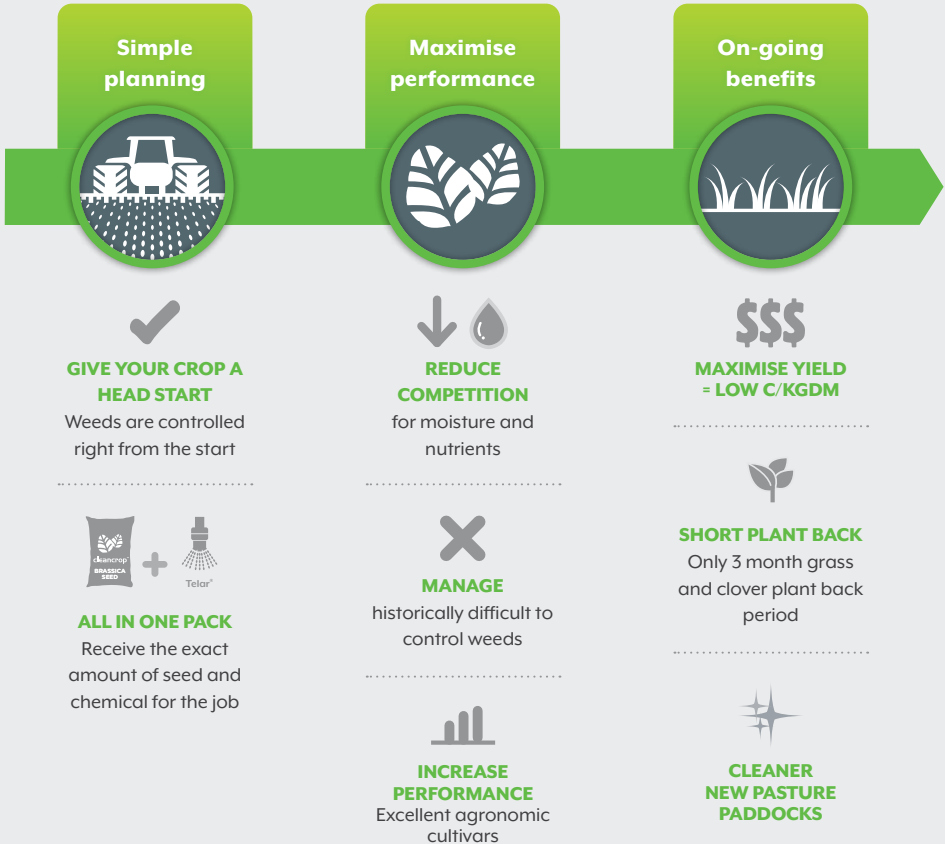 Simple
planning
Maximise
performance
On-going
benefits
GIVE YOUR CROP A
HEAD START
Weeds are controlled
right from the start
cleancrop™
BRASSICA
SEED
Telar®
ALL IN ONE PACK
Receive the exact
amount of seed and
chemical for the job
REDUCE
COMPETITION
for moisture and
nutrients
MANAGE
historically difficult to
control weeds
INCREASE
PERFORMANCE
Excellent agronomic
cultivars
$$$
MAXIMISE YIELD
= LOW C/KGDM
SHORT PLANT BACK
Only 3 month grass
and clover plant back
period
CLEANER
NEW PASTURE
PADDOCKS